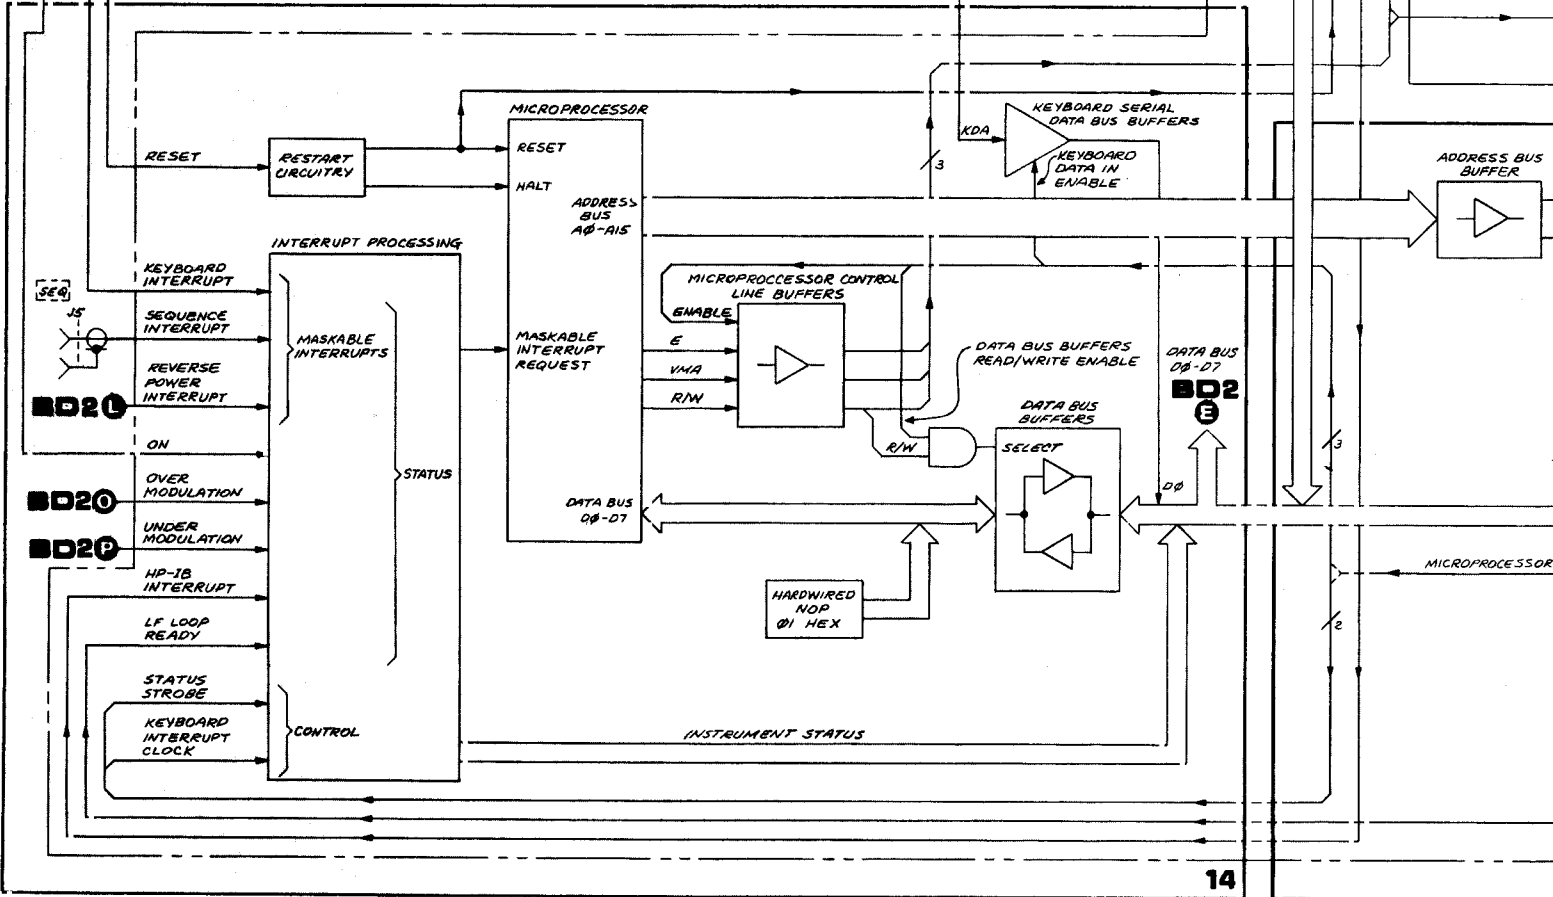 MICROPROCESSOR
KEYBOARD SERIAL
DATA BUS BUFFERS
KDA
KEYBOARD
DATA IN
ENABLE
3
ADDRESS BUS
BUFFER
RESET
RESTART
CIRCUITRY
RESET
HALT
ADDRESS
BUS
AØ-A15
INTERRUPT PROCESSING
KEYBOARD
INTERRUPT
SEQ
J5
SEQUENCE
INTERRUPT
MASKABLE
INTERRUPTS
REVERSE
POWER
INTERRUPT
BD2 L
ON
STATUS
OVER
MODULATION
BD2 O
UNDER
MODULATION
BD2 P
HP-IB
INTERRUPT
LF LOOP
READY
STATUS
STROBE
KEYBOARD
INTERRUPT
CLOCK
CONTROL
MICROPROCCESSOR CONTROL
LINE BUFFERS
ENABLE
E
VMA
R/W
MASKABLE
INTERRUPT
REQUEST
DATA BUS BUFFERS
READ/WRITE ENABLE
DATA BUS
DØ-D7
BD2
E
DATA BUS
BUFFERS
R/W
SELECT
3
DØ
DATA BUS
DØ-D7
HARDWIRED
NOP
Ø1 HEX
MICROPROCESSOR
2
INSTRUMENT STATUS
14